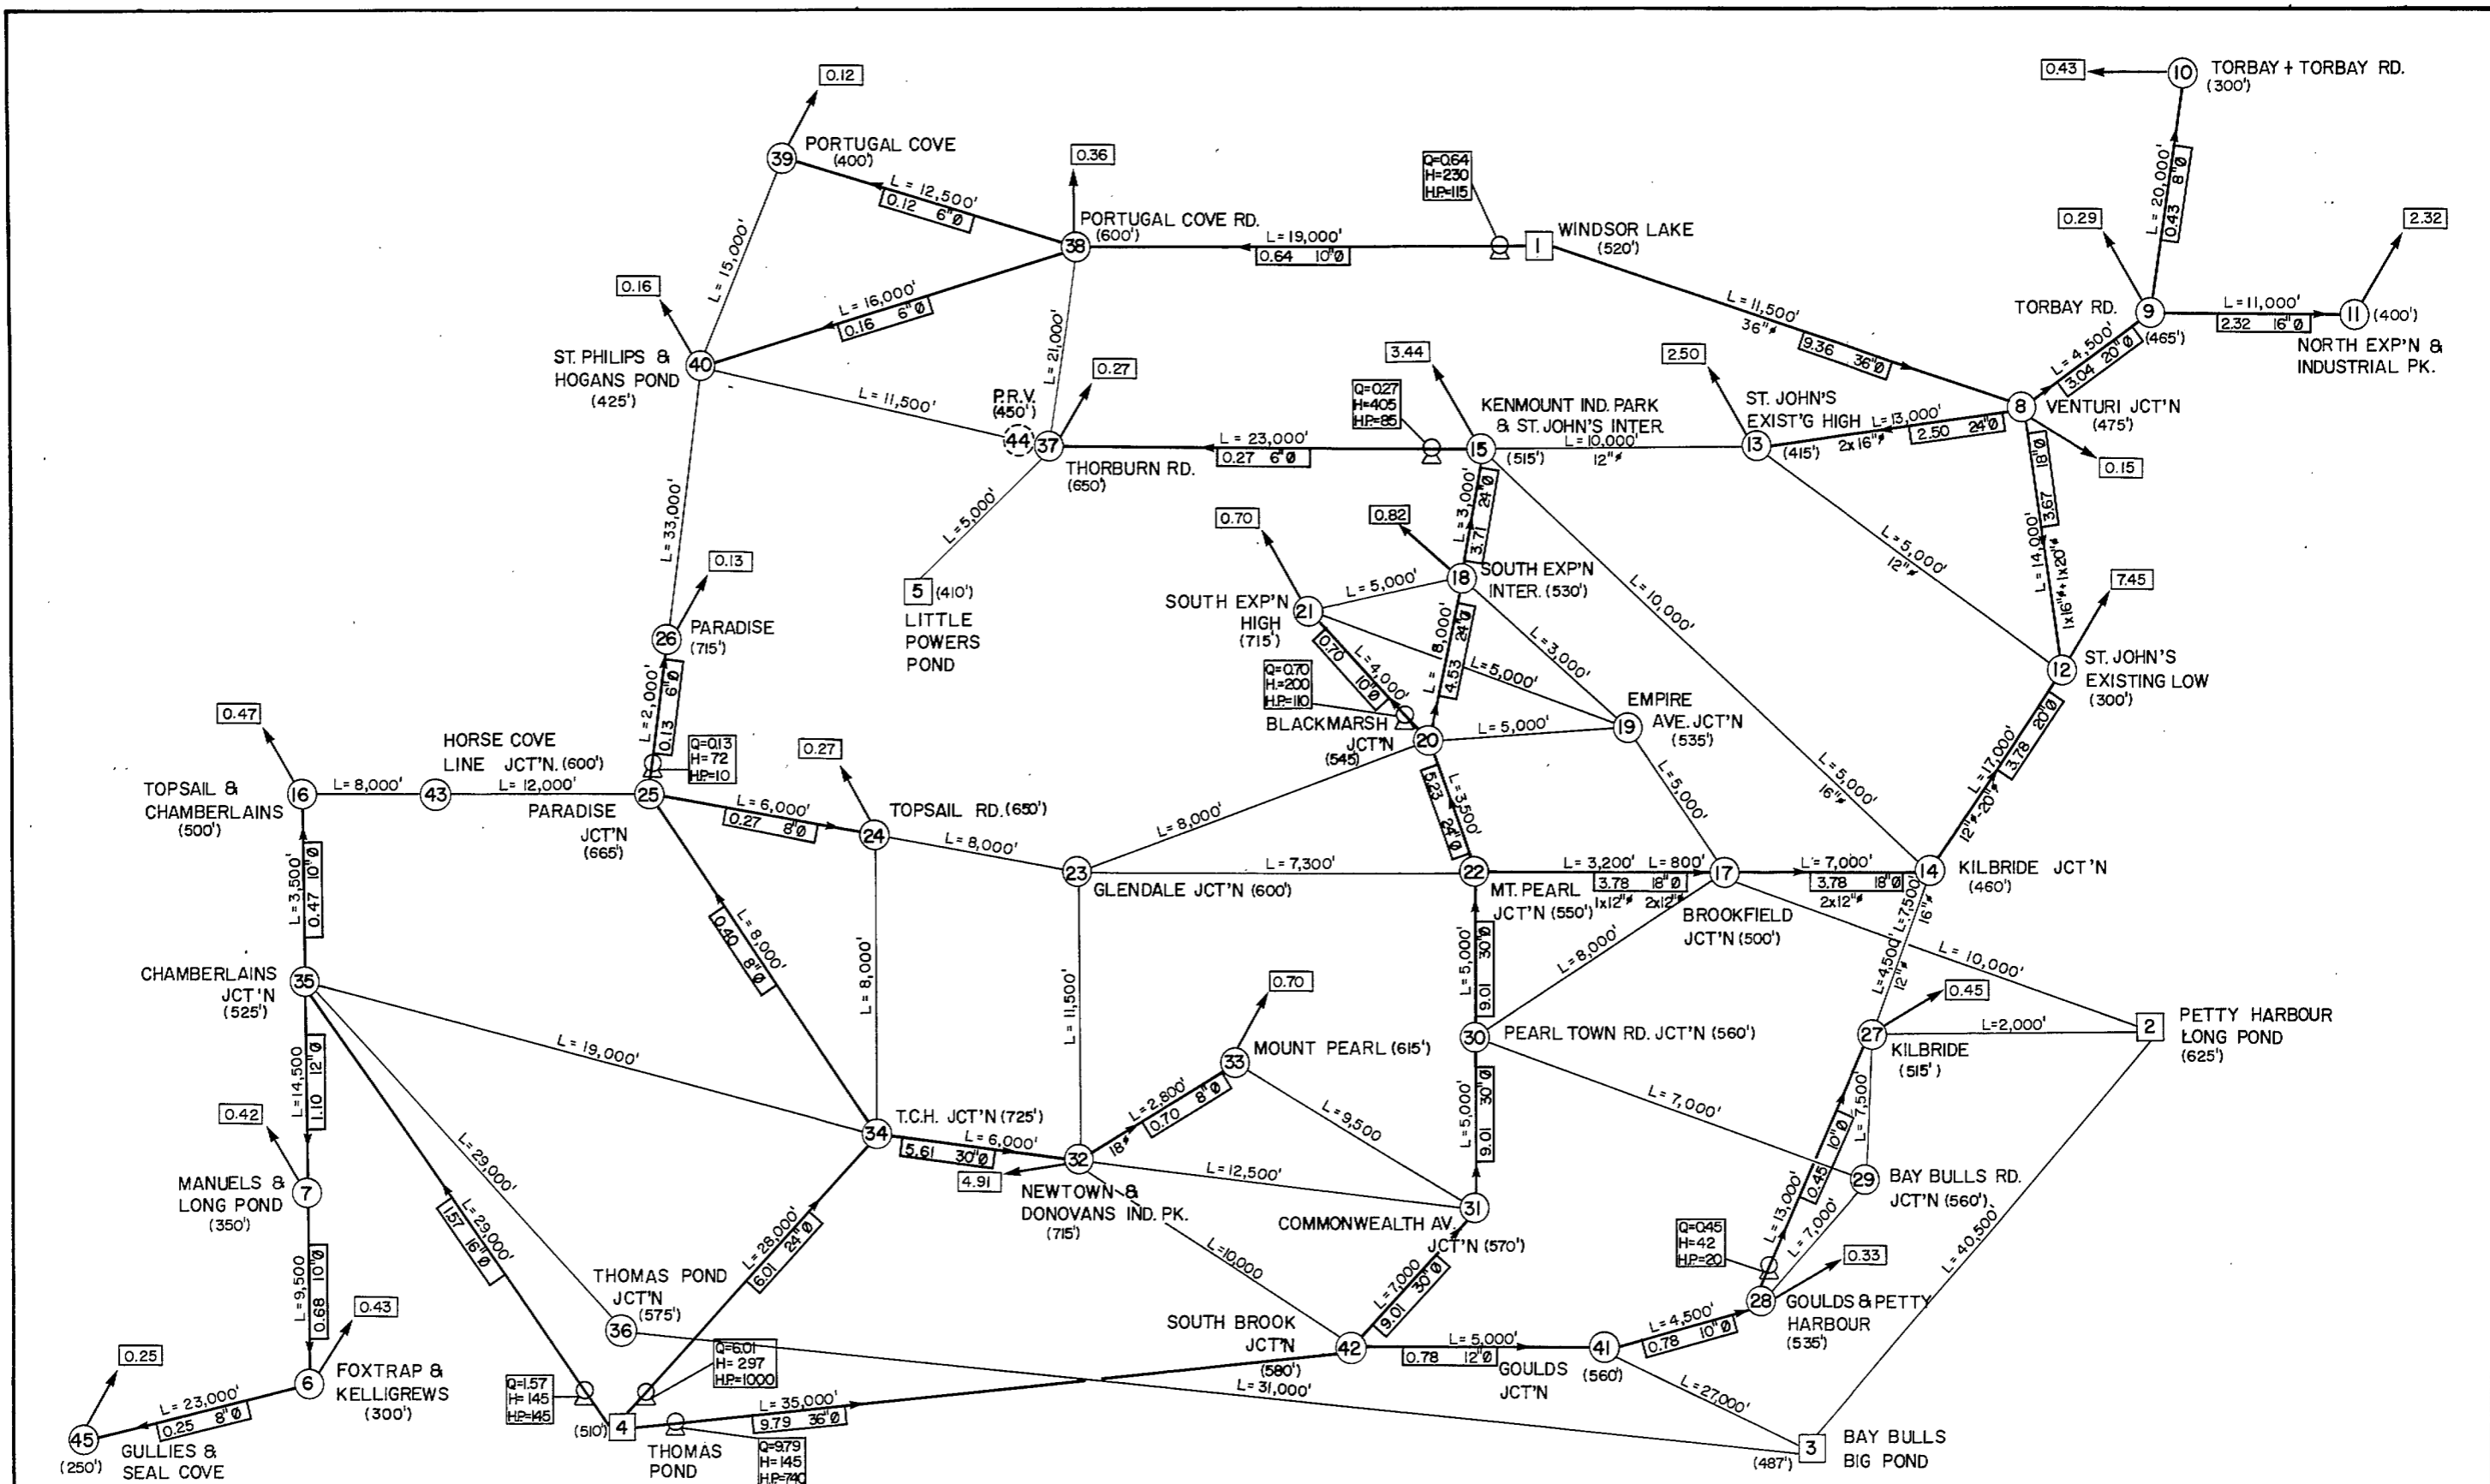 0.12
39
PORTUGAL COVE
(400')
L = 12,500'
0.12 6"Ø
0.36
PORTUGAL COVE RD.
(600')
38
L = 15,000'
0.16
L = 16,000'
0.16 6"Ø
ST. PHILIPS &
HOGANS POND
(425')
40
L = 21,000'
L = 11,500'
L = 33,000'
Q=0.64
H=230
H.P.=115
L=19,000'
0.64 10"Ø
1
WINDSOR LAKE
(520')
L = 11,500'
36"ø
9.36 36"Ø
0.43
10
TORBAY + TORBAY RD.
(300')
L = 20,000'
0.43 8"Ø
0.29
TORBAY RD.
9
(465')
2.32
L = 11,000'
2.32 16"Ø
11
(400')
NORTH EXP'N &
INDUSTRIAL PK.
L = 4,500'
3.04 20"Ø
8
VENTURI JCT'N
(475')
0.15
2.50
ST. JOHN'S
EXIST'G HIGH
13
(415')
L=13,000'
2x16"ø
2.50 24"Ø
3.44
KENMOUNT IND. PARK
& ST. JOHN'S INTER.
15
(515')
L = 10,000'
12"ø
Q=0.27
H=405
H.P.=85
L = 23,000'
0.27 6"Ø
0.27
P.R.V.
(450')
44
37
THORBURN RD.
(650')
L=5,000'
5
(410')
LITTLE
POWERS
POND
18"Ø
3.67
L = 14,000'
1x16"ø+1x20"ø
L = 5,000'
12"ø
7.45
12
ST. JOHN'S
EXISTING LOW
(300')
L = 3,000'
3.71 24"Ø
0.82
18
SOUTH EXP'N
INTER. (530')
0.70
SOUTH EXP'N
HIGH
(715')
21
L = 5,000'
L = 8,000'
4.53 24"Ø
L = 3,000'
L = 5,000'
L = 4,000'
0.70 10"Ø
Q=0.70
H=200
H.P.=110
BLACKMARSH
JCT'N
(545)
20
L = 5,000'
19
EMPIRE
AVE. JCT'N
(535')
L = 10,000'
L = 5,000'
16"ø
L = 5,000'
0.13
26
PARADISE
(715')
L = 2,000'
0.13 6"Ø
Q=0.13
H=72
H.P.=10
0.47
TOPSAIL &
CHAMBERLAINS
(500')
16
L = 8,000'
43
HORSE COVE
LINE JCT'N. (600')
L = 12,000'
25
PARADISE
JCT'N
(665')
L = 6,000'
0.27 8"Ø
0.27
TOPSAIL RD. (650')
24
L = 8,000'
L = 8,000'
23
GLENDALE JCT'N (600')
L = 7,300'
L=3,500'
5.23 24"Ø
22
MT. PEARL
JCT'N (550')
L = 3,200' L = 800'
3.78 18"Ø
1x12"ø 2x12"ø
17
BROOKFIELD
JCT'N (500')
L = 7,000'
3.78 18"Ø
2x12"ø
14
KILBRIDE JCT'N
(460')
L = 17,000'
12"ø-20"ø
3.78 20"Ø
L=3,500'
0.47 10"Ø
CHAMBERLAINS
JCT'N
(525')
35
L=14,500
1.10 12"Ø
L = 19,000'
L=8,000'
0.40 8"Ø
L = 8,000'
L = 11,500'
L = 5,000'
9.01 30"Ø
L = 8,000'
L=4,500' L=7,500'
12"ø 16"ø
L = 10,000'
2
PETTY HARBOUR
LONG POND
(625')
0.45
27
L=2,000'
KILBRIDE
(515')
30
PEARL TOWN RD. JCT'N (560')
0.70
33
MOUNT PEARL (615')
L=2,800'
0.70 8"Ø
18"ø
L=9,500
T.C.H. JCT'N (725')
34
L = 6,000'
5.61 30"Ø
32
4.91
NEWTOWN &
DONOVANS IND. PK.
(715')
L = 12,500'
L = 5,000'
9.01 30"Ø
L = 7,000'
L = 7,500'
29
BAY BULLS RD.
JCT'N (560')
L = 13,000'
0.45 10"Ø
L = 7,000'
L=40,500'
0.42
MANUELS &
LONG POND
(350')
7
L = 29,000'
L = 29,000'
1.57 16"Ø
L=9,500
0.68 10"Ø
0.43
6
FOXTRAP &
KELLIGREWS
(300')
0.25
L = 23,000'
0.25 8"Ø
45
(250')
GULLIES &
SEAL COVE
L = 28,000'
6.01 24"Ø
THOMAS POND
JCT'N
(575')
36
Q=6.01
H= 297
H.P.=1000
Q=1.57
H= 145
H.P.=145
(510')
4
THOMAS
POND
Q=9.79
H=145
H.P.=740
L = 35,000'
9.79 36"Ø
L=10,000
COMMONWEALTH AV.
JCT'N (570')
31
L=7,000
9.01 30"Ø
SOUTH BROOK
JCT'N
(580')
42
L = 5,000'
0.78 12"Ø
GOULDS
JCT'N
41
(560')
L = 4,500'
0.78 10"Ø
Q=0.45
H=42
H.P.=20
0.33
28
GOULDS & PETTY
HARBOUR
(535')
L = 31,000'
L=27,000'
3
(487')
BAY BULLS
BIG POND